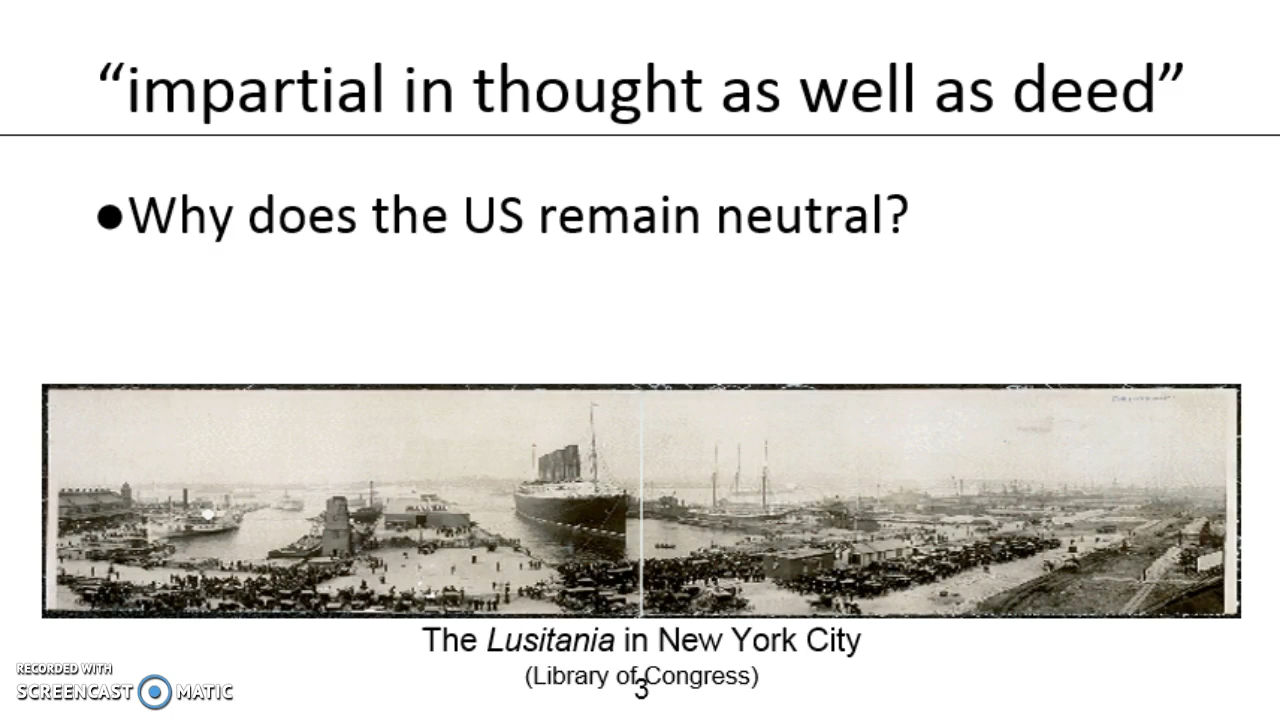 “impartial in thought as well as deed”
●Why does the US remain neutral?
The Lusitania in New York City
(Library of Congress)
3
RECORDED WITH
SCREENCAST MATIC